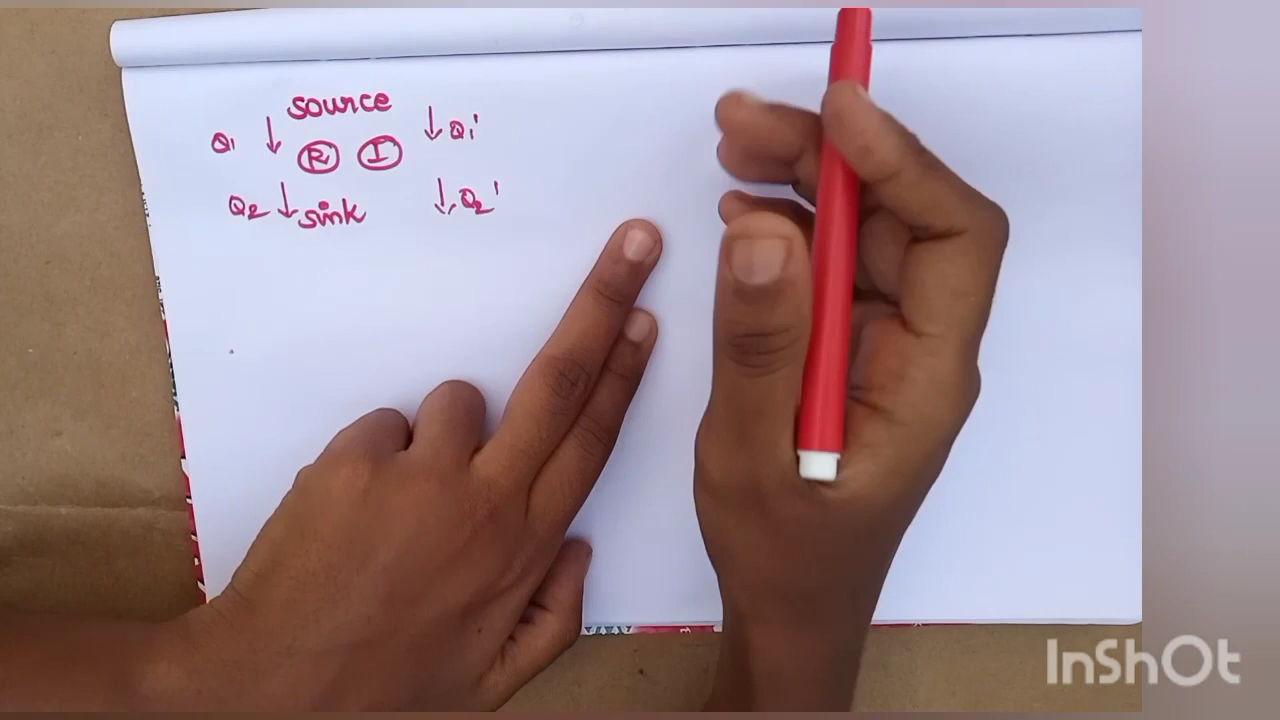 source
Q1 ↓ ↓ Q1'
R I
Q2 ↓ sink ↓ Q2'
InShOt